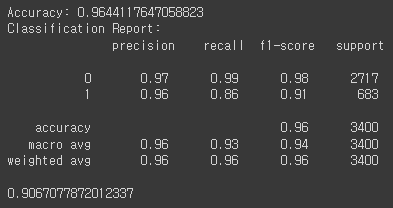 Accuracy: 0.9644117647058823
Classification Report:
precision recall f1-score support
0 0.97 0.99 0.98 2717
1 0.96 0.86 0.91 683
accuracy 0.96 3400
macro avg 0.96 0.93 0.94 3400
weighted avg 0.96 0.96 0.96 3400
0.9067077872012337